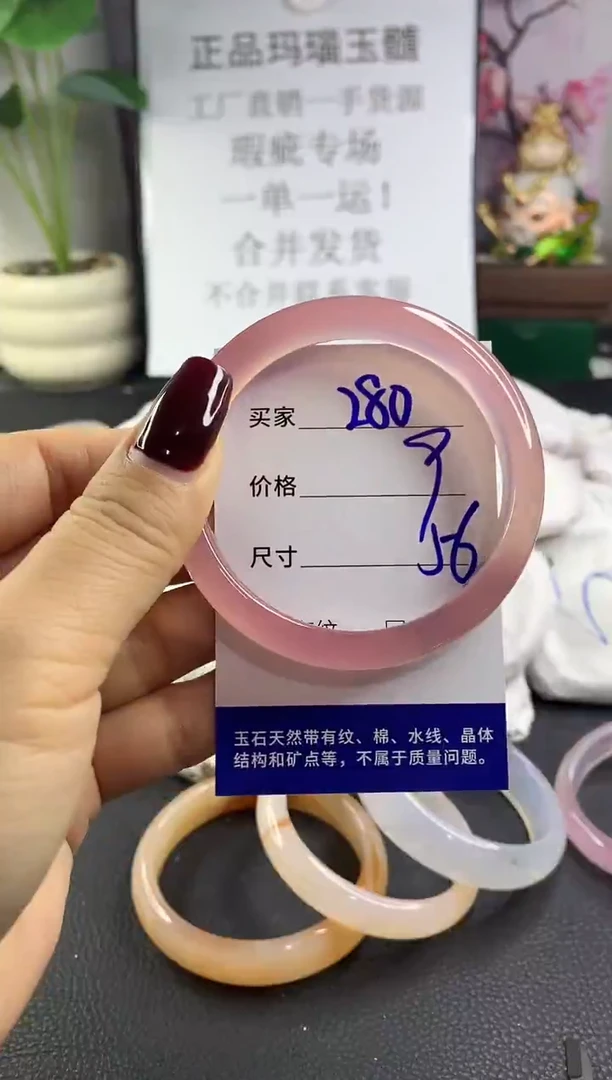 正品玛瑙玉髓
工厂直销一手货源
瑕疵专场
一单一运！
合并发货
不合并联系客服
买家 280
价格
尺寸 56
玉石天然带有纹、棉、水线、晶体
结构和矿点等，不属于质量问题。